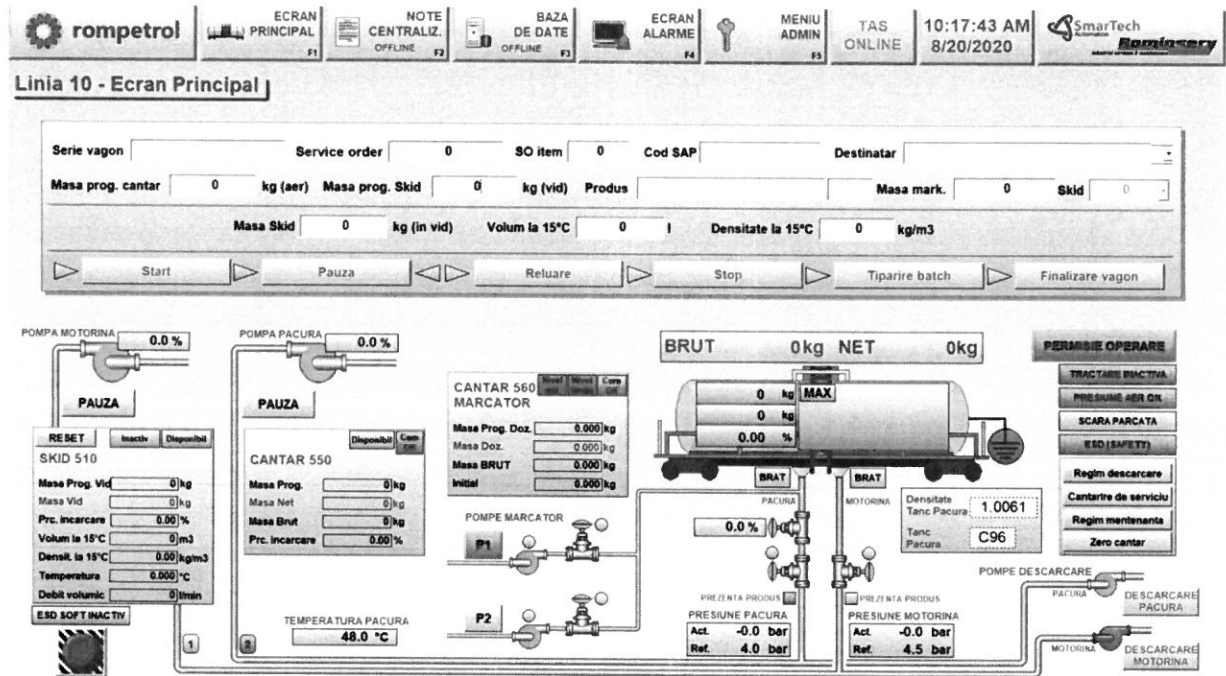 rompetrol
ECRAN PRINCIPAL F1
NOTE CENTRALIZ. OFFLINE F2
BAZA DE DATE OFFLINE F3
ECRAN ALARME F4
MENIU ADMIN F5
TAS ONLINE
10:17:43 AM
8/20/2020
SmarTech
Rominserv
Linia 10 - Ecran Principal
Serie vagon Service order 0 SO item 0 Cod SAP Destinatar
Masa prog. cantar 0 kg (aer) Masa prog. Skid 0 kg (vid) Produs Masa mark. 0 Skid 0
Masa Skid 0 kg (in vid) Volum la 15°C 0 l Densitate la 15°C 0 kg/m3
Start Pauza Reluare Stop Tiparire batch Finalizare vagon
POMPA MOTORINA
0.0 %
PAUZA
POMPA PACURA
0.0 %
PAUZA
RESET Inactiv Disponibil
SKID 510
Masa Prog. Vid 0 kg
Masa Vid 0 kg
Prc. incarcare 0.00 %
Volum la 15°C 0 m3
Densit. la 15°C 0.00 kg/m3
Temperatura 0.000 °C
Debit volumic 0 l/min
ESD SOFT INACTIV
Disponibil Com OK
CANTAR 550
Masa Prog. 0 kg
Masa Net 0 kg
Masa Brut 0 kg
Prc. incarcare 0.00 %
TEMPERATURA PACURA
48.0 °C
1
2
CANTAR 560 MARCATOR
Nivel Nivel Com OK
Masa Prog. Doz. 0.000 kg
Masa Doz. 0.000 kg
Masa BRUT 0.000 kg
Initial 0.000 kg
POMPE MARCATOR
P1
P2
BRUT 0kg NET 0kg
0 kg MAX
0 kg
0.00 %
BRAT
PACURA
BRAT
MOTORINA
0.0 %
PREZENTA PRODUS
PRESIUNE PACURA
Act. -0.0 bar
Ref. 4.0 bar
PREZENTA PRODUS
PRESIUNE MOTORINA
Act. -0.0 bar
Ref. 4.5 bar
Densitate Tanc Pacura 1.0061
Tanc Pacura C96
PERMISIE OPERARE
TRACTARE INACTIVA
PRESIUNE AER OK
SCARA PARCATA
ESD (SAFETY)
Regim descarcare
Cantarire de serviciu
Regim mentenanta
Zero cantar
POMPE DESCARCARE
PACURA
DESCARCARE PACURA
MOTORINA
DESCARCARE MOTORINA